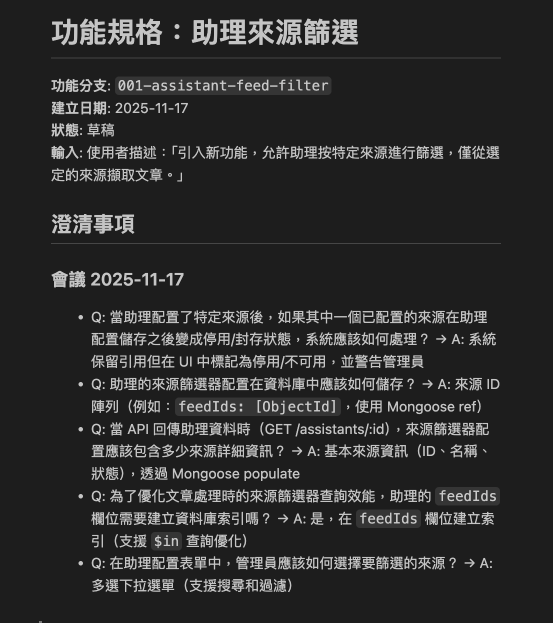 功能規格：助理來源篩選
功能分支: 001-assistant-feed-filter
建立日期: 2025-11-17
狀態: 草稿
輸入: 使用者描述：「引入新功能，允許助理按特定來源進行篩選，僅從選
定的來源擷取文章。」
澄清事項
會議 2025-11-17
• Q: 當助理配置了特定來源後，如果其中一個已配置的來源在助理
配置儲存之後變成停用/封存狀態，系統應該如何處理？ → A: 系統
保留引用但在 UI 中標記為停用/不可用，並警告管理員
• Q: 助理的來源篩選器配置在資料庫中應該如何儲存？ → A: 來源 ID
陣列（例如：feedIds: [ObjectId]，使用 Mongoose ref）
• Q: 當 API 回傳助理資料時（GET /assistants/:id），來源篩選器配
置應該包含多少來源詳細資訊？ → A: 基本來源資訊（ID、名稱、
狀態），透過 Mongoose populate
• Q: 為了優化文章處理時的來源篩選器查詢效能，助理的 feedIds
欄位需要建立資料庫索引嗎？ → A: 是，在 feedIds 欄位建立索
引（支援 $in 查詢優化）
• Q: 在助理配置表單中，管理員應該如何選擇要篩選的來源？ → A:
多選下拉選單（支援搜尋和過濾）